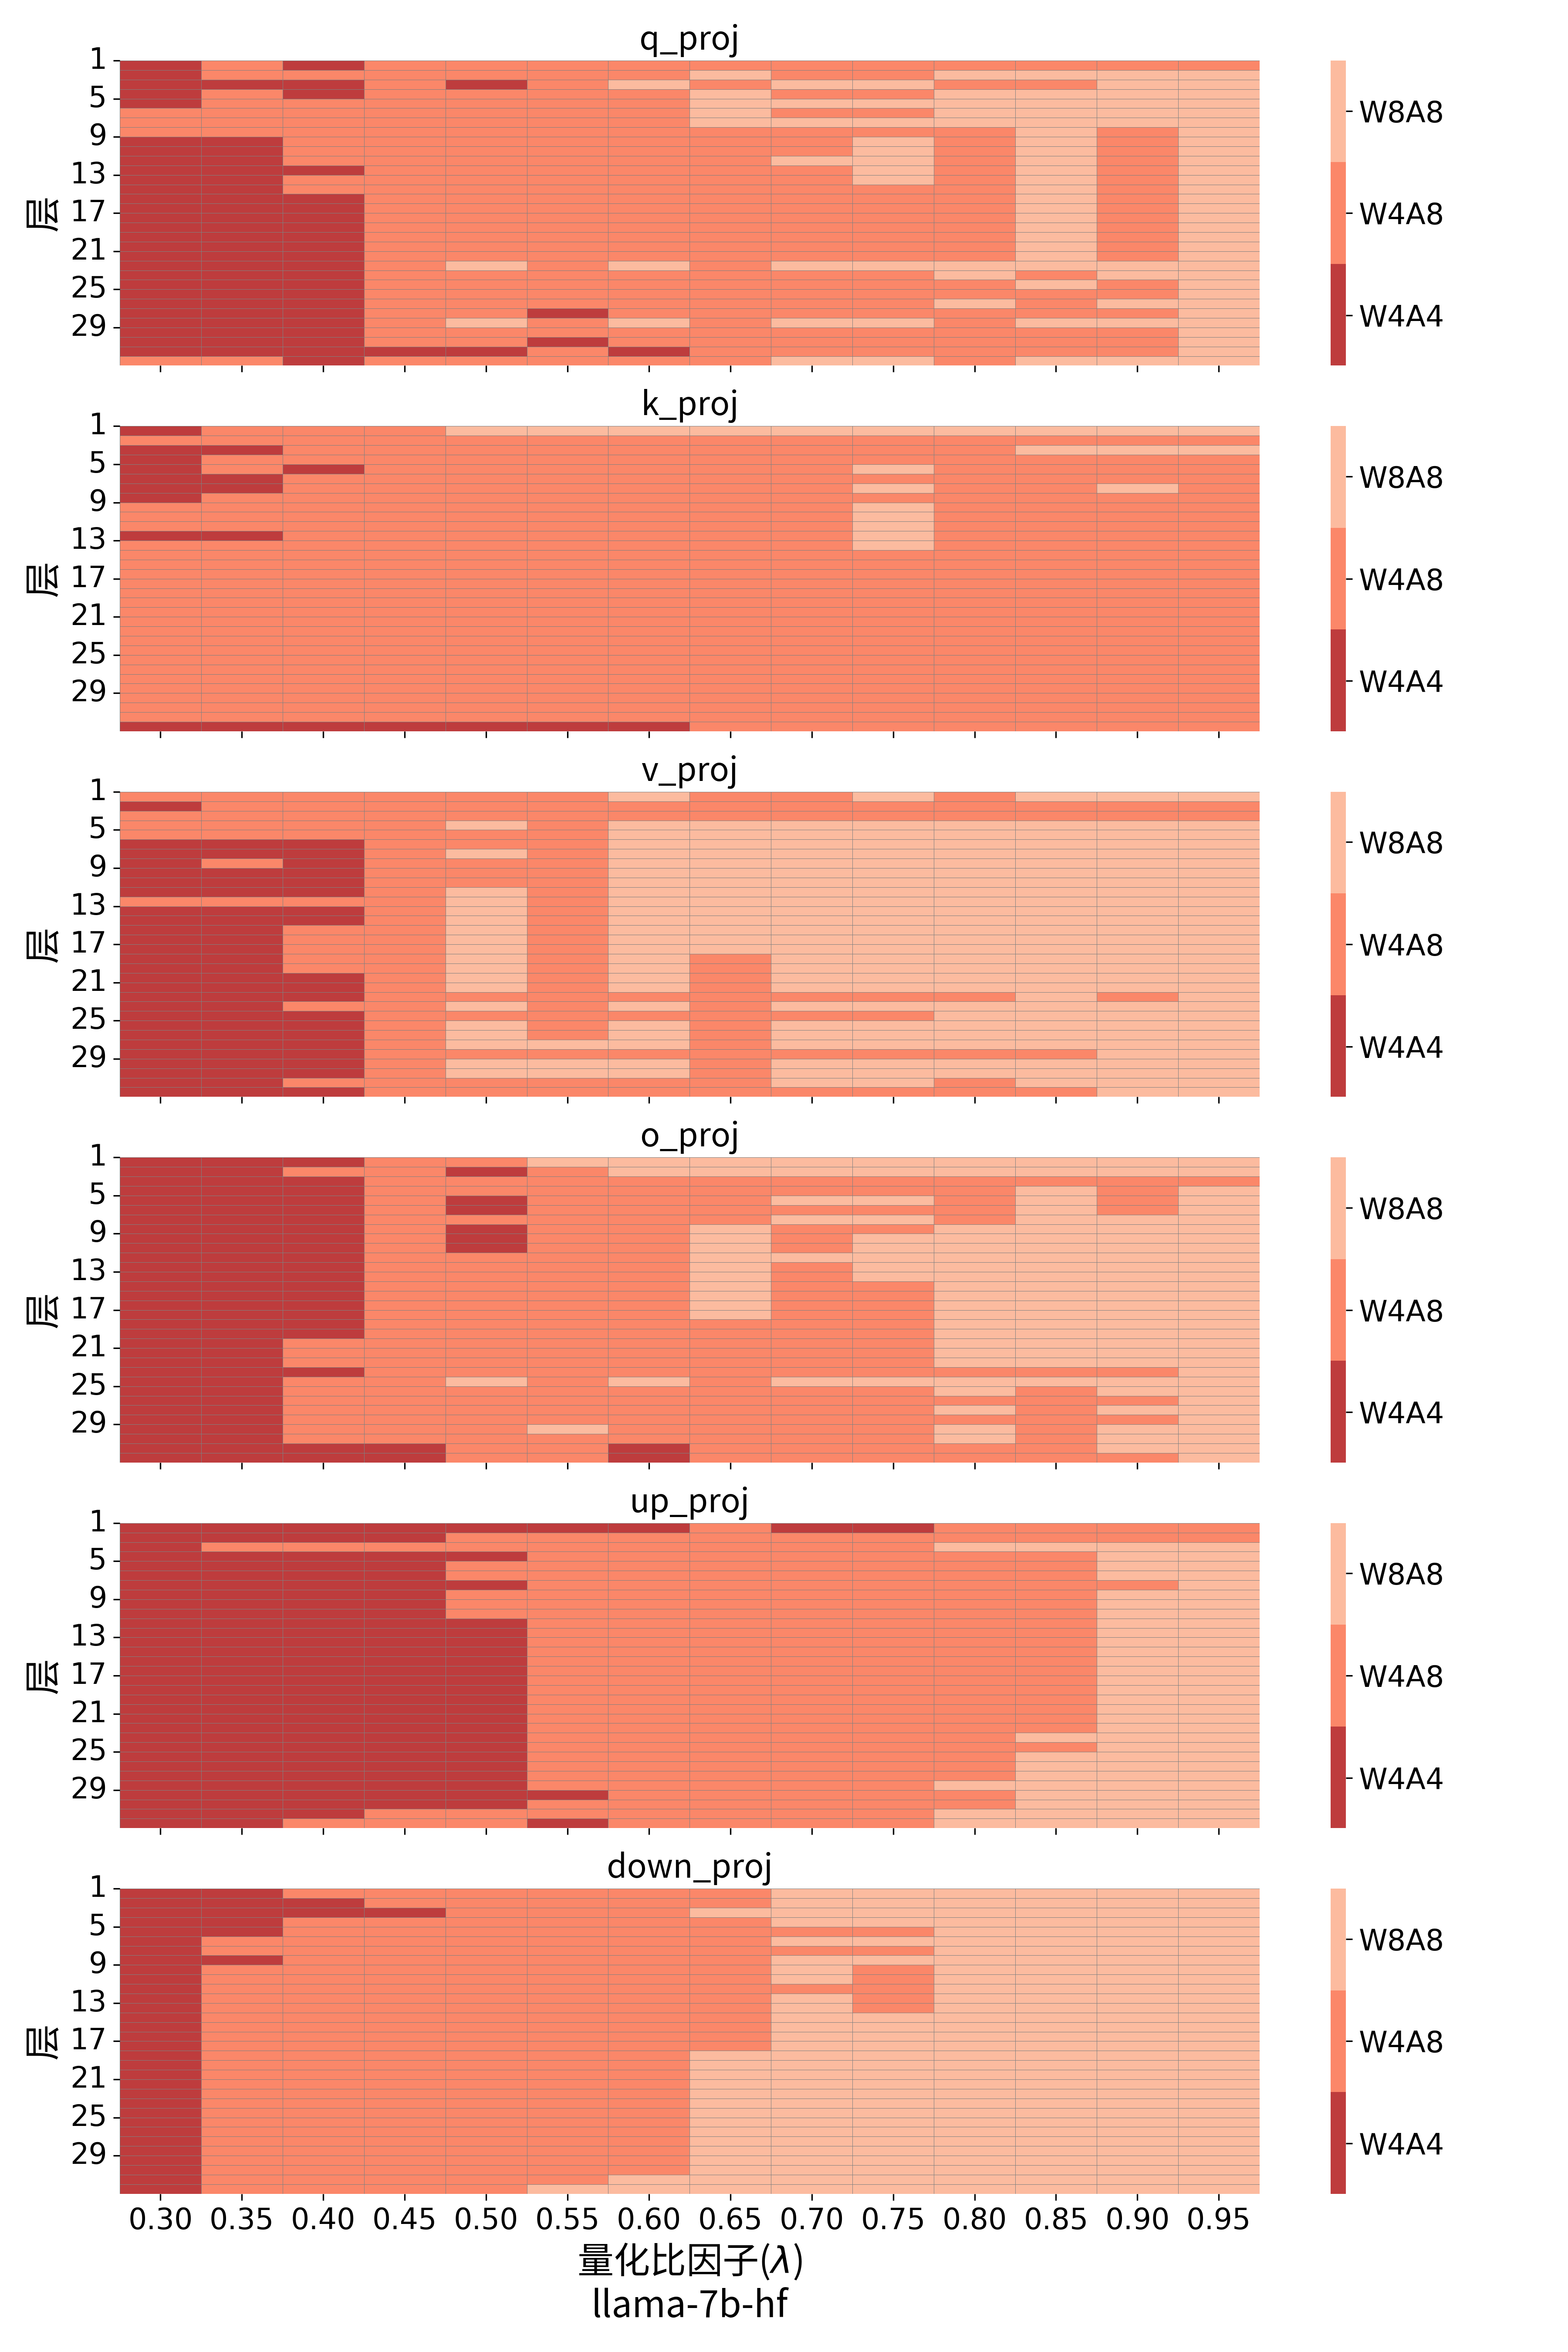 q_proj
1
5
9
13
17
21
25
29
层
W8A8
W4A8
W4A4
k_proj
1
5
9
13
17
21
25
29
层
W8A8
W4A8
W4A4
v_proj
1
5
9
13
17
21
25
29
层
W8A8
W4A8
W4A4
o_proj
1
5
9
13
17
21
25
29
层
W8A8
W4A8
W4A4
up_proj
1
5
9
13
17
21
25
29
层
W8A8
W4A8
W4A4
down_proj
1
5
9
13
17
21
25
29
层
W8A8
W4A8
W4A4
0.30 0.35 0.40 0.45 0.50 0.55 0.60 0.65 0.70 0.75 0.80 0.85 0.90 0.95
量化比因子(λ)
llama-7b-hf